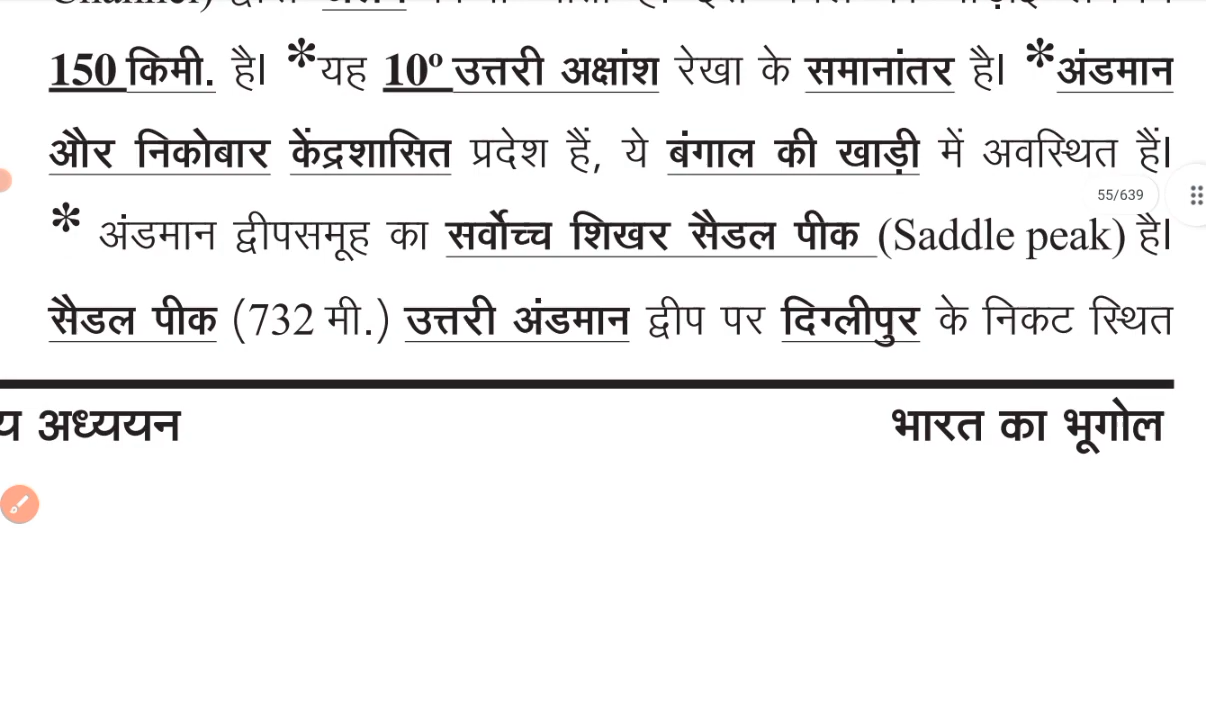 150 किमी. है। *यह 10° उत्तरी अक्षांश रेखा के समानांतर है। *अंडमान
और निकोबार केंद्रशासित प्रदेश हैं, ये बंगाल की खाड़ी में अवस्थित हैं।
55/639
* अंडमान द्वीपसमूह का सर्वोच्च शिखर सैडल पीक (Saddle peak) है।
सैडल पीक (732 मी.) उत्तरी अंडमान द्वीप पर दिग्लीपुर के निकट स्थित
य अध्ययन भारत का भूगोल